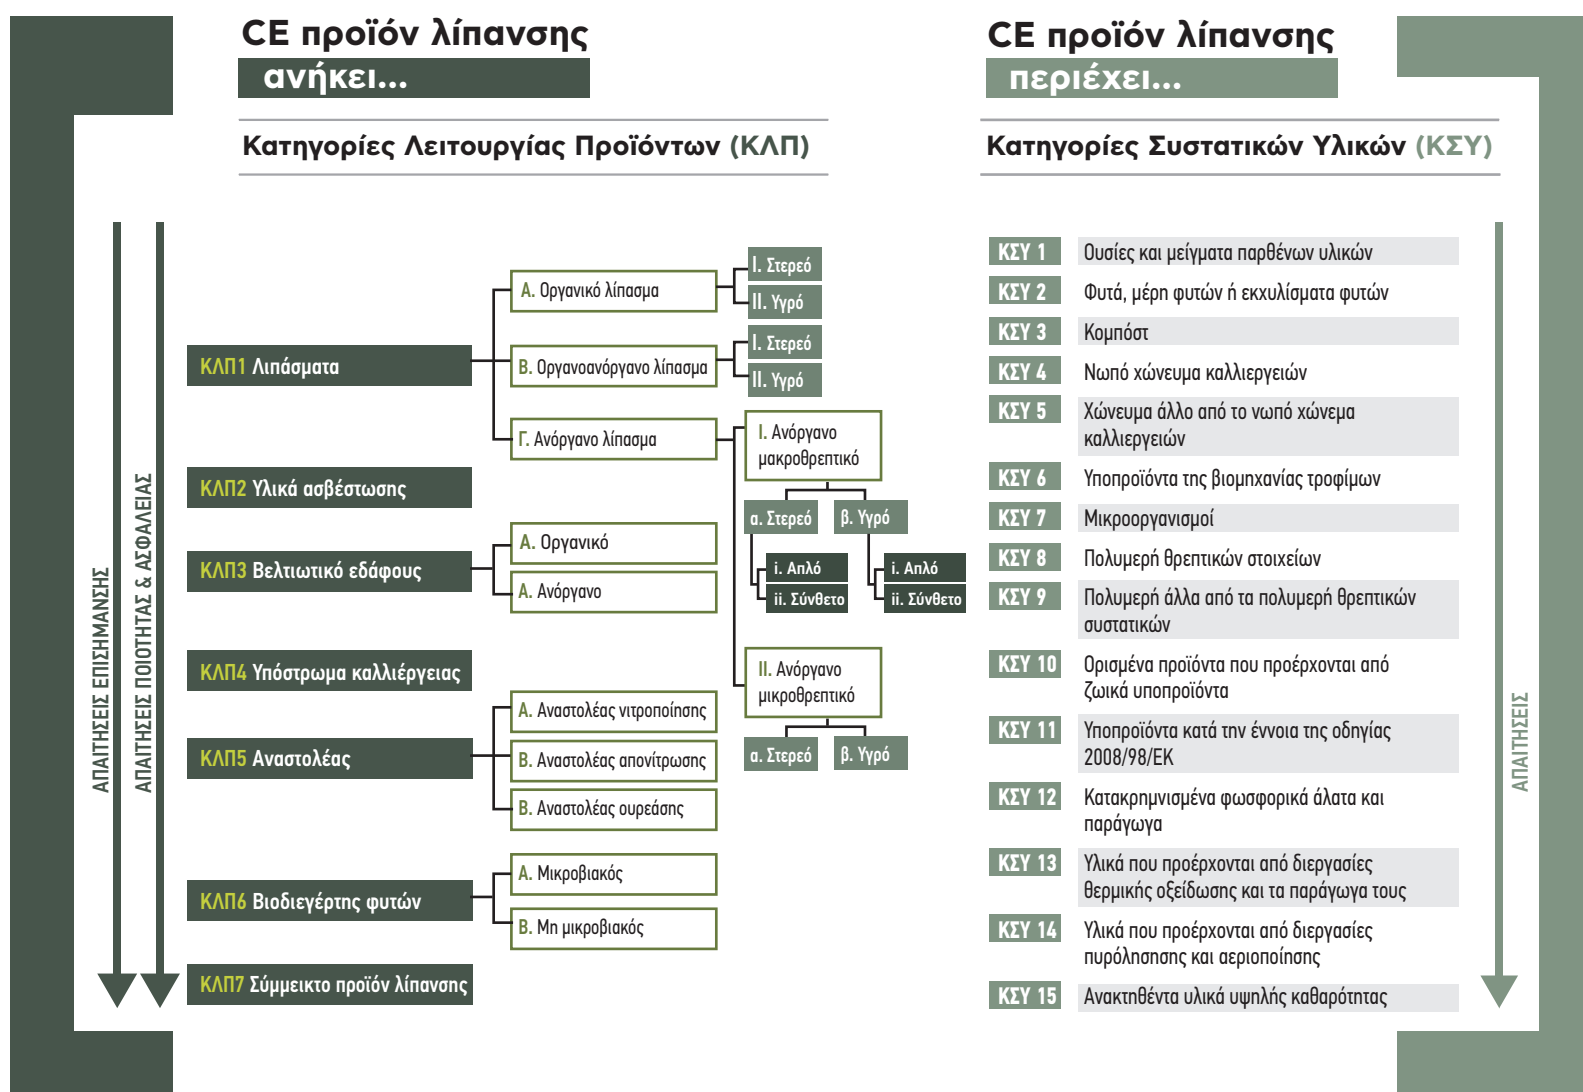 CE προϊόν λίπανσης
ανήκει...
Κατηγορίες Λειτουργίας Προϊόντων (ΚΛΠ)
ΑΠΑΙΤΗΣΕΙΣ ΕΠΙΣΗΜΑΝΣΗΣ
ΑΠΑΙΤΗΣΕΙΣ ΠΟΙΟΤΗΤΑΣ & ΑΣΦΑΛΕΙΑΣ
ΚΛΠ1 Λιπάσματα
Α. Οργανικό λίπασμα
Ι. Στερεό
ΙΙ. Υγρό
Β. Οργανοανόργανο λίπασμα
Ι. Στερεό
ΙΙ. Υγρό
Γ. Ανόργανο λίπασμα
Ι. Ανόργανο
μακροθρεπτικό
α. Στερεό
β. Υγρό
i. Απλό
ii. Σύνθετο
i. Απλό
ii. Σύνθετο
ΙΙ. Ανόργανο
μικροθρεπτικό
α. Στερεό
β. Υγρό
ΚΛΠ2 Υλικά ασβέστωσης
ΚΛΠ3 Βελτιωτικό εδάφους
Α. Οργανικό
Α. Ανόργανο
ΚΛΠ4 Υπόστρωμα καλλιέργειας
ΚΛΠ5 Αναστολέας
Α. Αναστολέας νιτροποίησης
Β. Αναστολέας απονίτρωσης
Β. Αναστολέας ουρεάσης
ΚΛΠ6 Βιοδιεγέρτης φυτών
Α. Μικροβιακός
Β. Μη μικροβιακός
ΚΛΠ7 Σύμμεικτο προϊόν λίπανσης
CE προϊόν λίπανσης
περιέχει...
Κατηγορίες Συστατικών Υλικών (ΚΣΥ)
ΚΣΥ 1 Ουσίες και μείγματα παρθένων υλικών
ΚΣΥ 2 Φυτά, μέρη φυτών ή εκχυλίσματα φυτών
ΚΣΥ 3 Κομπόστ
ΚΣΥ 4 Νωπό χώνευμα καλλιεργειών
ΚΣΥ 5 Χώνευμα άλλο από το νωπό χώνεμα
καλλιεργειών
ΚΣΥ 6 Υποπροϊόντα της βιομηχανίας τροφίμων
ΚΣΥ 7 Μικροοργανισμοί
ΚΣΥ 8 Πολυμερή θρεπτικών στοιχείων
ΚΣΥ 9 Πολυμερή άλλα από τα πολυμερή θρεπτικών
συστατικών
ΚΣΥ 10 Ορισμένα προϊόντα που προέρχονται από
ζωικά υποπροϊόντα
ΚΣΥ 11 Υποπροϊόντα κατά την έννοια της οδηγίας
2008/98/ΕΚ
ΚΣΥ 12 Κατακρημνισμένα φωσφορικά άλατα και
παράγωγα
ΚΣΥ 13 Υλικά που προέρχονται από διεργασίες
θερμικής οξείδωσης και τα παράγωγα τους
ΚΣΥ 14 Υλικά που προέρχονται από διεργασίες
πυρόλησησης και αεριοποίησης
ΚΣΥ 15 Ανακτηθέντα υλικά υψηλής καθαρότητας
ΑΠΑΙΤΗΣΕΙΣ